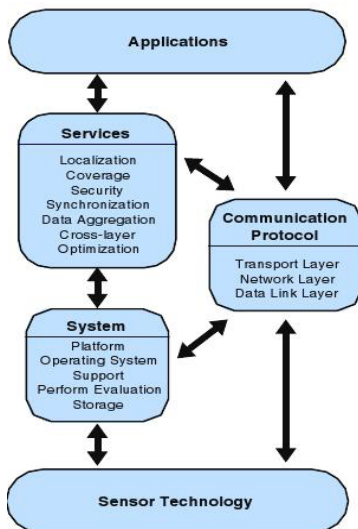 Applications
Services
Localization
Coverage
Security
Synchronization
Data Aggregation
Cross-layer
Optimization
Communication
Protocol
Transport Layer
Network Layer
Data Link Layer
System
Platform
Operating System
Support
Perform Evaluation
Storage
Sensor Technology